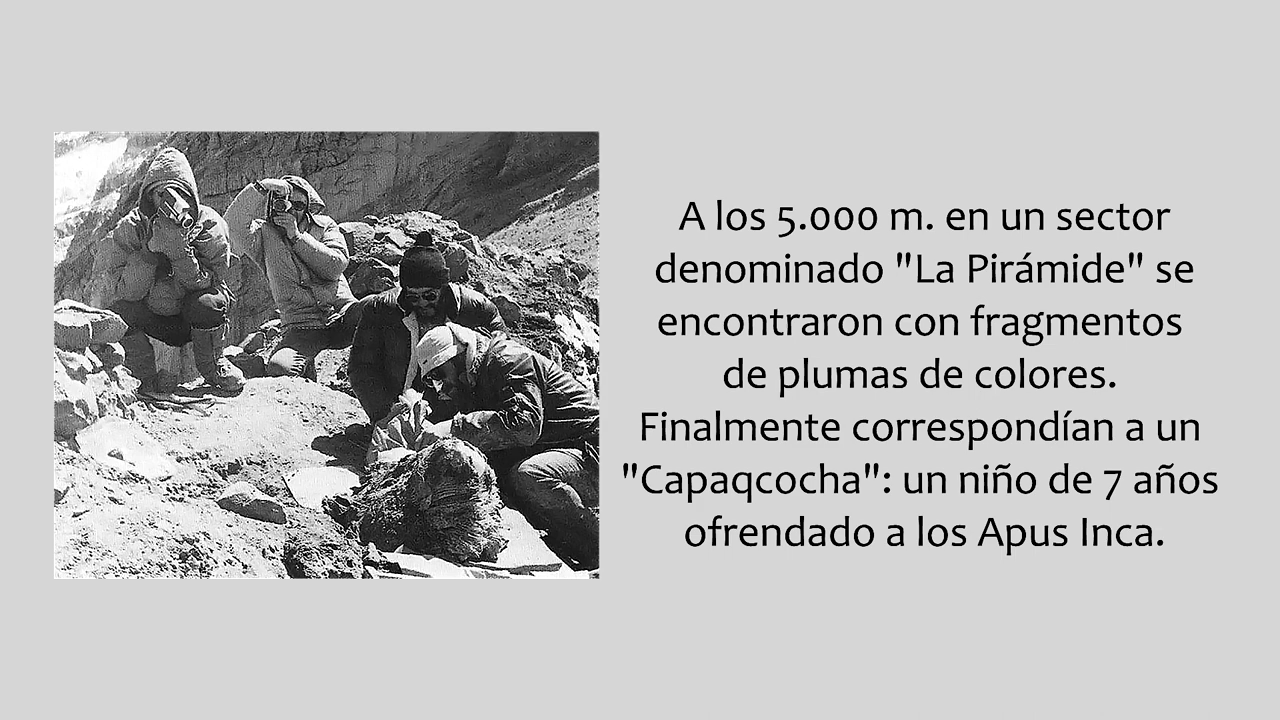 A los 5.000 m. en un sector
denominado "La Pirámide" se
encontraron con fragmentos
de plumas de colores.
Finalmente correspondían a un
"Capaqcocha": un niño de 7 años
ofrendado a los Apus Inca.